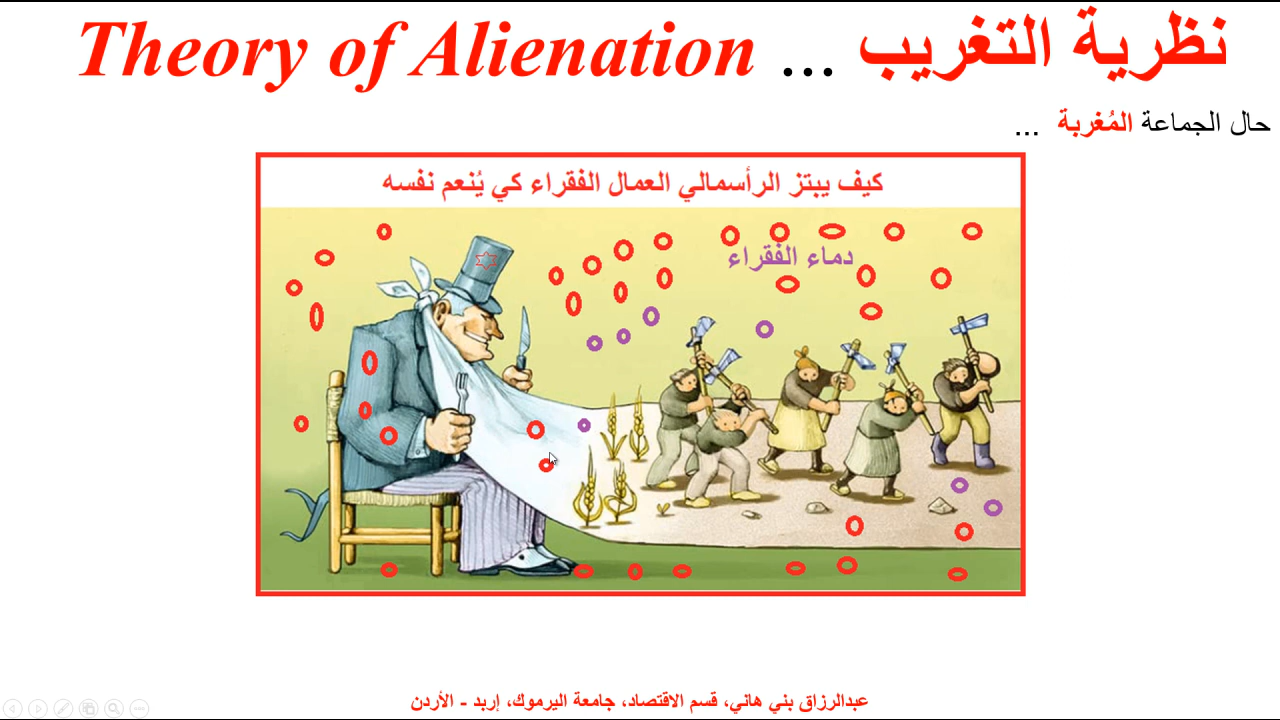 نظرية التغريب ... Theory of Alienation
حال الجماعة المُغربة ...
كيف يبتز الرأسمالي العمال الفقراء كي يُنعم نفسه
دماء الفقراء
عبدالرزاق بني هاني، قسم الاقتصاد، جامعة اليرموك، إربد - الأردن